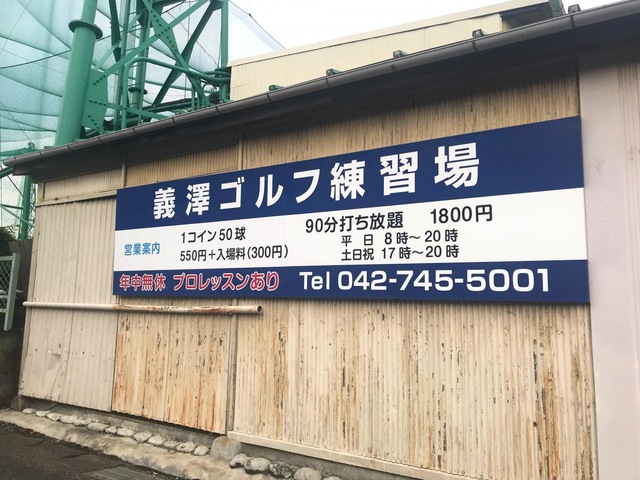 義澤ゴルフ練習場
営業案内
1コイン50球
550円+入場料(300円)
90分打ち放題 1800円
平日 8時〜20時
土日祝 17時〜20時
年中無休 プロレッスンあり
Tel 042-745-5001